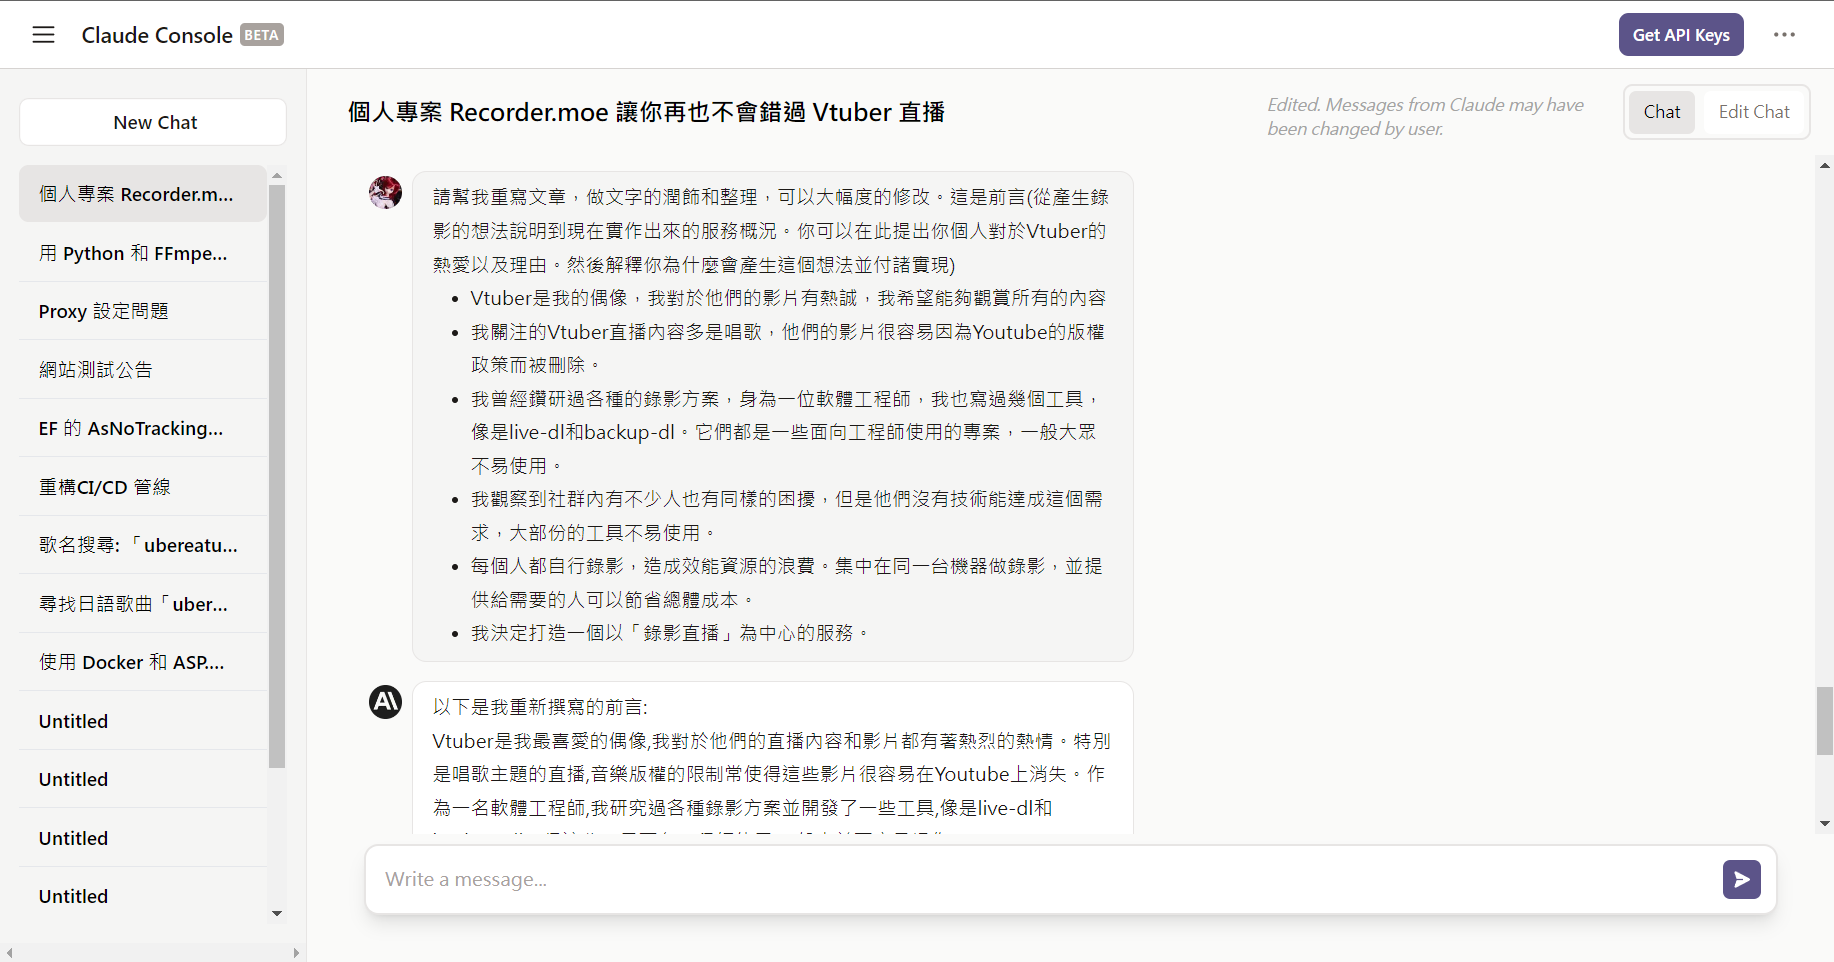 Claude Console BETA
Get API Keys
New Chat
個人專案 Recorder.m...
用 Python 和 FFmpe...
Proxy 設定問題
網站測試公告
EF 的 AsNoTracking...
重構CI/CD 管線
歌名搜尋: 「ubereatu...
尋找日語歌曲「uber...
使用 Docker 和 ASP....
Untitled
Untitled
Untitled
Untitled
個人專案 Recorder.moe 讓你再也不會錯過 Vtuber 直播
Edited. Messages from Claude may have
been changed by user.
Chat
Edit Chat
請幫我重寫文章，做文字的潤飾和整理，可以大幅度的修改。這是前言(從產生錄
影的想法說明到現在實作出來的服務概況。你可以在此提出你個人對於Vtuber的
熱愛以及理由。然後解釋你為什麼會產生這個想法並付諸實現)
• Vtuber是我的偶像，我對於他們的影片有熱誠，我希望能夠觀賞所有的內容
• 我關注的Vtuber直播內容多是唱歌，他們的影片很容易因為Youtube的版權
政策而被刪除。
• 我曾經鑽研過各種的錄影方案，身為一位軟體工程師，我也寫過幾個工具，
像是live-dl和backup-dl。它們都是一些面向工程師使用的專案，一般大眾
不易使用。
• 我觀察到社群內有不少人也有同樣的困擾，但是他們沒有技術能達成這個需
求，大部份的工具不易使用。
• 每個人都自行錄影，造成效能資源的浪費。集中在同一台機器做錄影，並提
供給需要的人可以節省總體成本。
• 我決定打造一個以「錄影直播」為中心的服務。
以下是我重新撰寫的前言:
Vtuber是我最喜愛的偶像,我對於他們的直播內容和影片都有著熱烈的熱情。特別
是唱歌主題的直播,音樂版權的限制常使得這些影片很容易在Youtube上消失。作
為一名軟體工程師,我研究過各種錄影方案並開發了一些工具,像是live-dl和
Write a message...